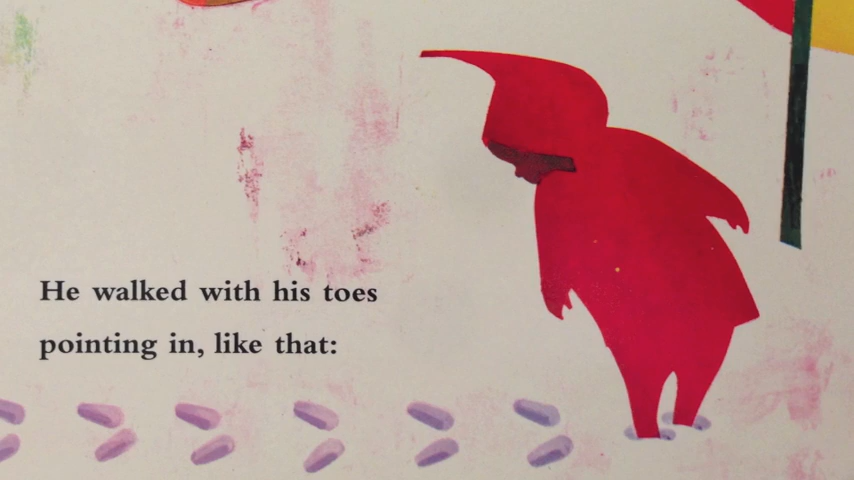 He walked with his toes
pointing in, like that: